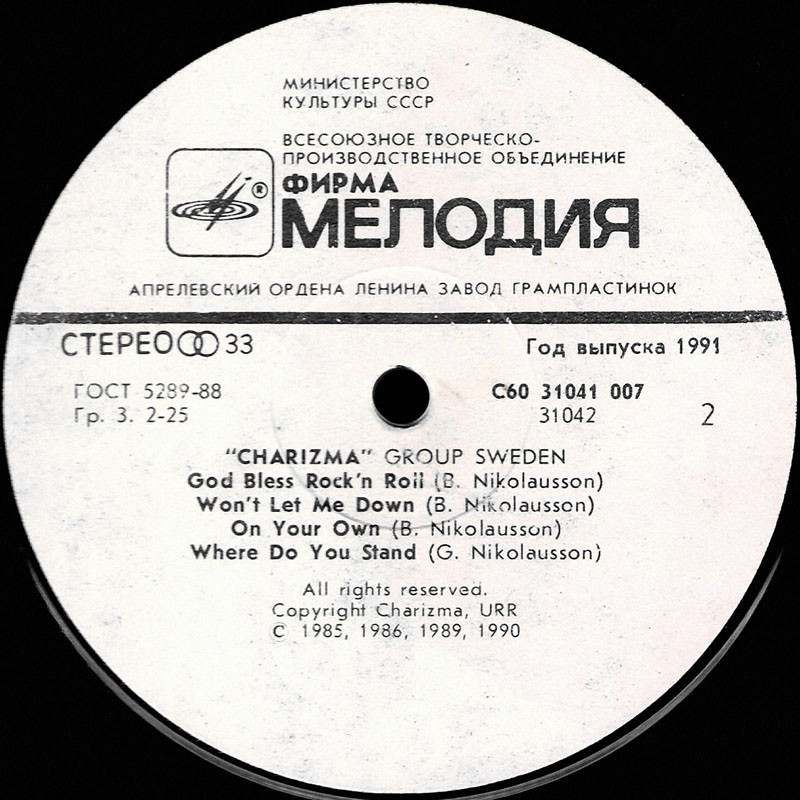 МИНИСТЕРСТВО
КУЛЬТУРЫ СССР
ВСЕСОЮЗНОЕ ТВОРЧЕСКО-
ПРОИЗВОДСТВЕННОЕ ОБЪЕДИНЕНИЕ
ФИРМА
®
МЕЛОДИЯ
АПРЕЛЕВСКИЙ ОРДЕНА ЛЕНИНА ЗАВОД ГРАМПЛАСТИНОК
СТЕРЕО 33
Год выпуска 1991
ГОСТ 5289-88
Гр. 3. 2-25
С60 31041 007
31042
2
"CHARIZMA" GROUP SWEDEN
God Bless Rock'n Roll (B. Nikolausson)
Won't Let Me Down (B. Nikolausson)
On Your Own (B. Nikolausson)
Where Do You Stand (G. Nikolausson)
All rights reserved.
Copyright Charizma, URR
© 1985, 1986, 1989, 1990